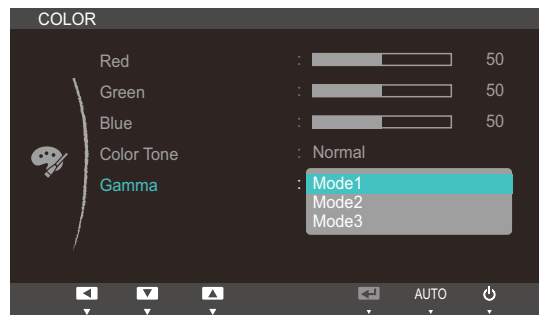 COLOR
Red : 50
Green : 50
Blue : 50
Color Tone : Normal
Gamma : Mode1
Mode2
Mode3
AUTO